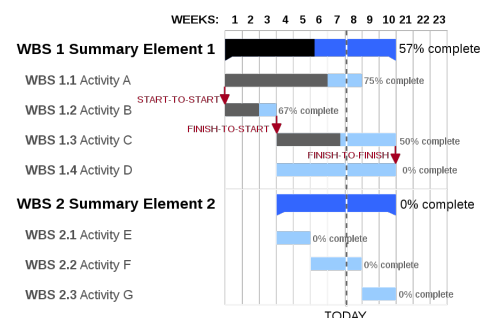 WEEKS: 1 2 3 4 5 6 7 8 9 10 22 23
WBS 1 Summary Element 1 57% complete
WBS 1.1 Activity A 75% complete
START-TO-START
WBS 1.2 Activity B 67% complete
FINISH-TO-START
WBS 1.3 Activity C 50% complete
FINISH-TO-FINISH
WBS 1.4 Activity D 0% complete
WBS 2 Summary Element 2 0% complete
WBS 2.1 Activity E 0% complete
WBS 2.2 Activity F 0% complete
WBS 2.3 Activity G 0% complete
TODAY